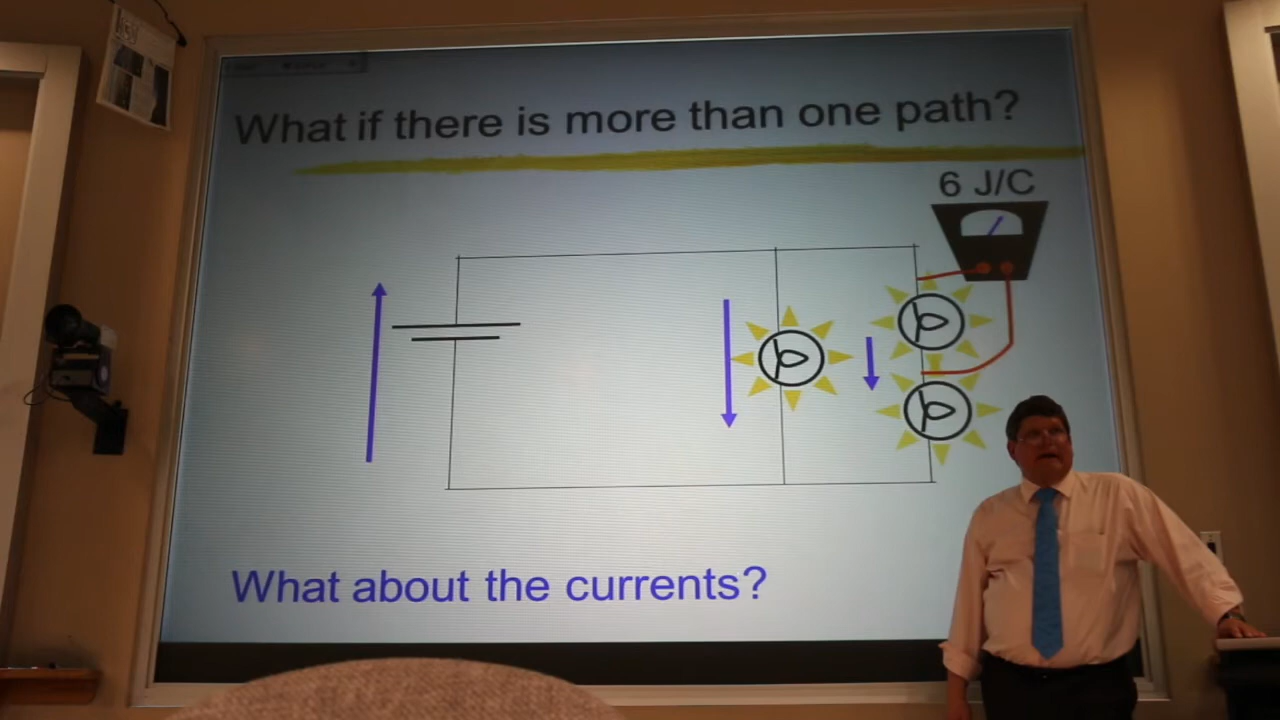 What if there is more than one path?
6 J/C
What about the currents?